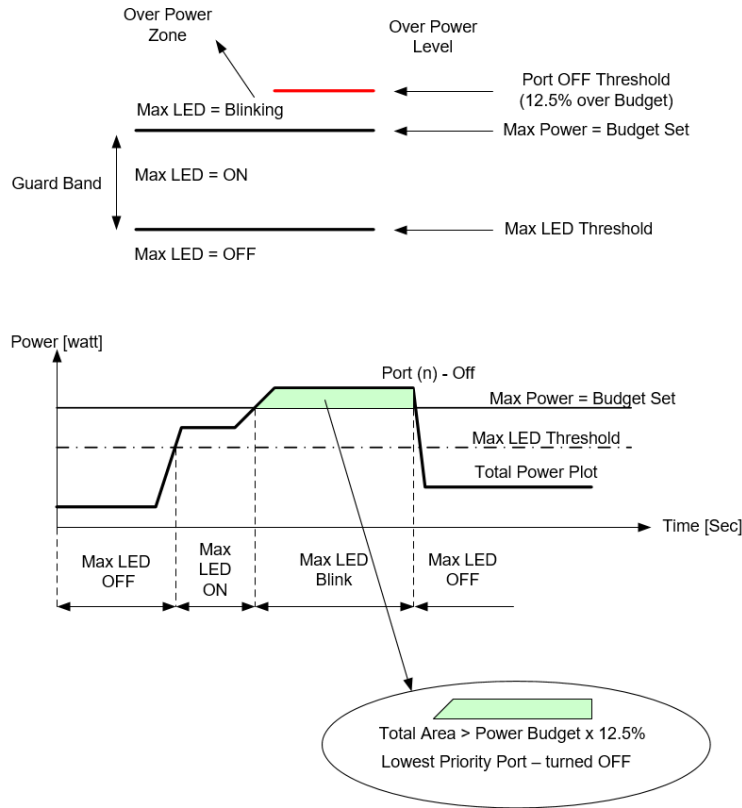 Over Power
Zone
Over Power
Level
Port OFF Threshold
(12.5% over Budget)
Max LED = Blinking
Max Power = Budget Set
Guard Band
Max LED = ON
Max LED Threshold
Max LED = OFF
Power [watt]
Port (n) - Off
Max Power = Budget Set
Max LED Threshold
Total Power Plot
Time [Sec]
Max LED
OFF
Max
LED
ON
Max LED
Blink
Max LED
OFF
Total Area > Power Budget x 12.5%
Lowest Priority Port – turned OFF